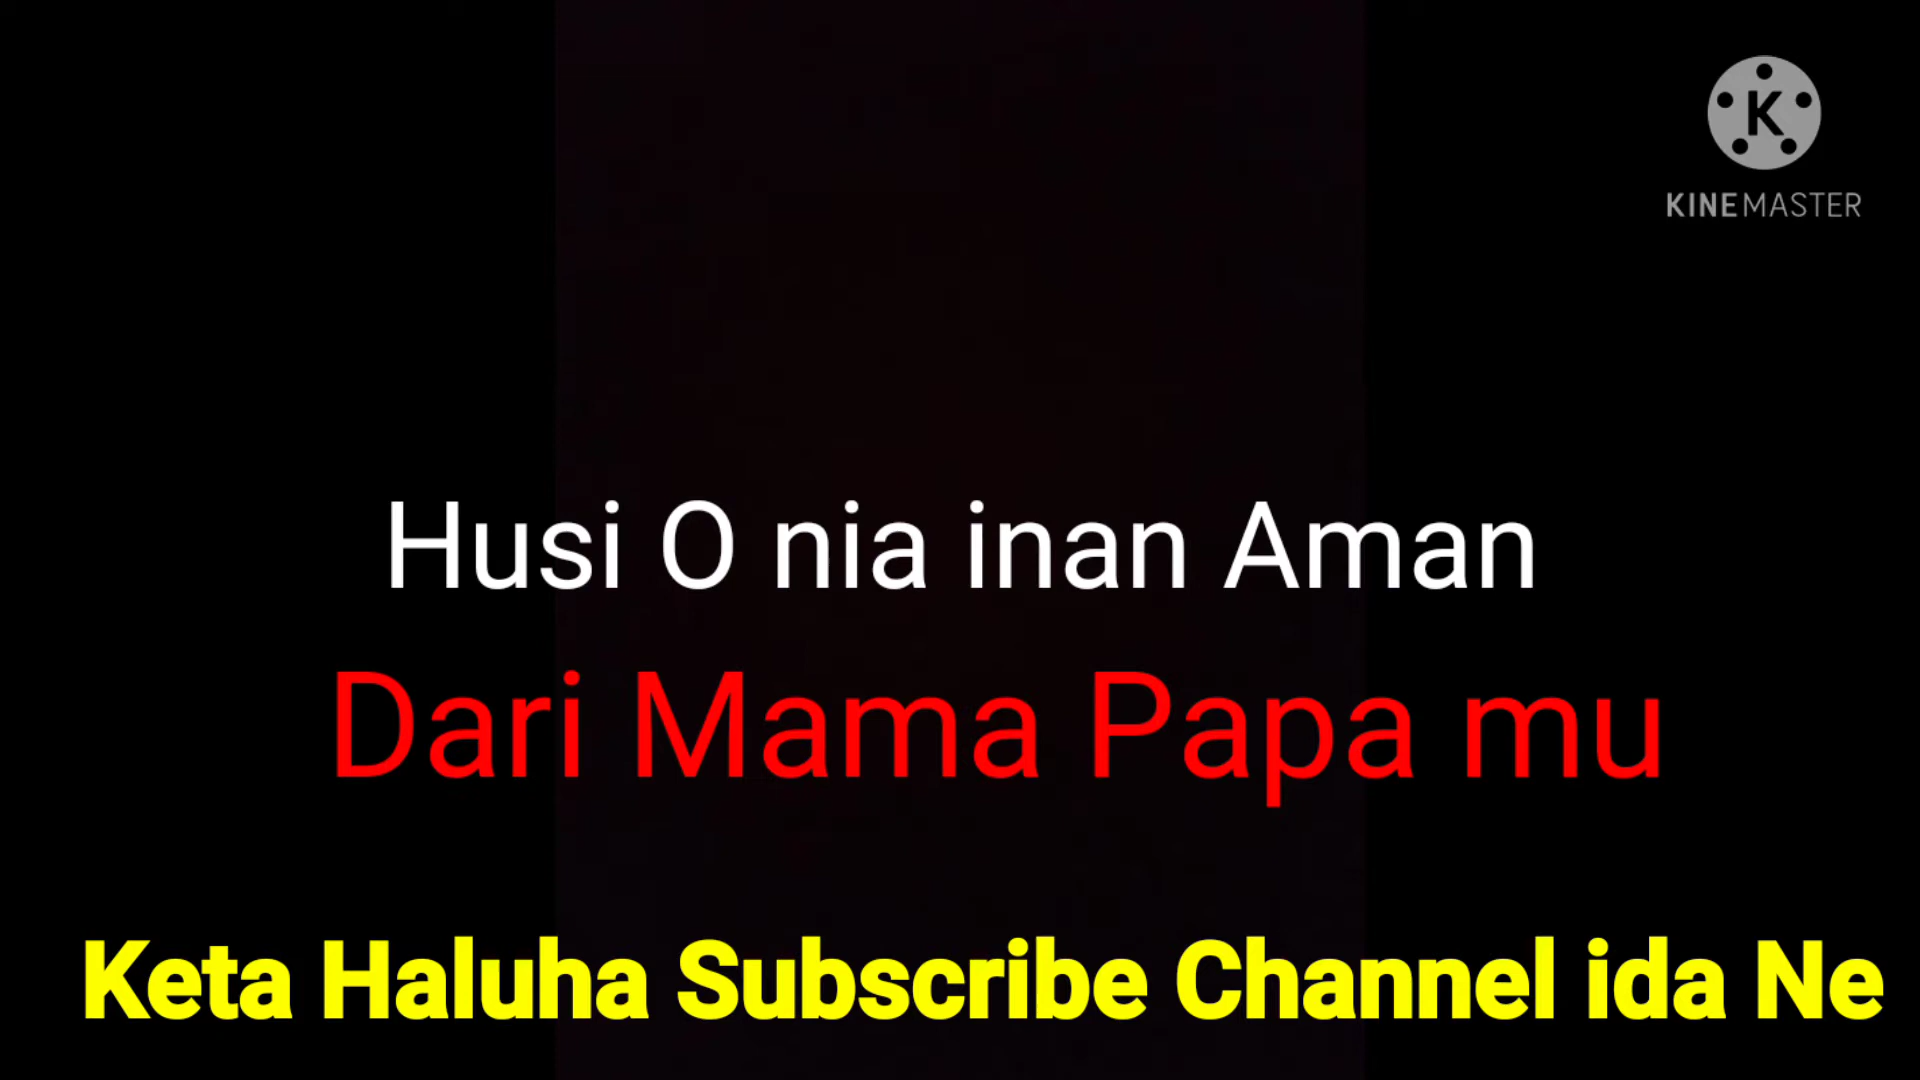 K
KINEMASTER
Husi O nia inan Aman
Dari Mama Papa mu
Keta Haluha Subscribe Channel ida Ne